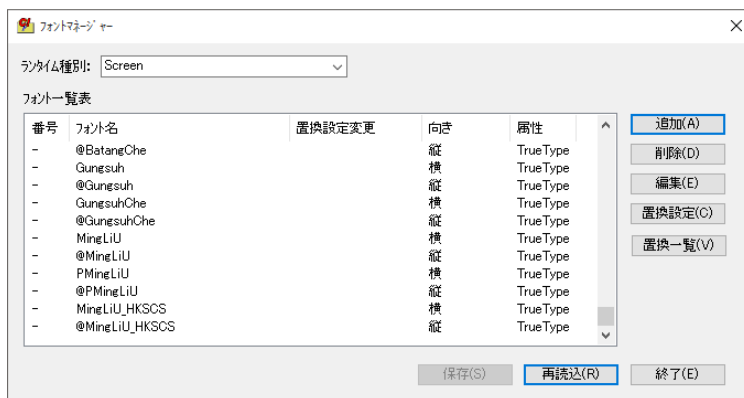 フォントマネージャー
ランタイム種別: Screen
フォント一覧表
番号 フォント名 置換設定変更 向き 属性
- @BatangChe 縦 TrueType
- Gungsuh 横 TrueType
- @Gungsuh 縦 TrueType
- GungsuhChe 横 TrueType
- @GungsuhChe 縦 TrueType
- MingLiU 横 TrueType
- @MingLiU 縦 TrueType
- PMingLiU 横 TrueType
- @PMingLiU 縦 TrueType
- MingLiU_HKSCS 横 TrueType
- @MingLiU_HKSCS 縦 TrueType
追加(A)
削除(D)
編集(E)
置換設定(C)
置換一覧(V)
保存(S) 再読込(R) 終了(E)